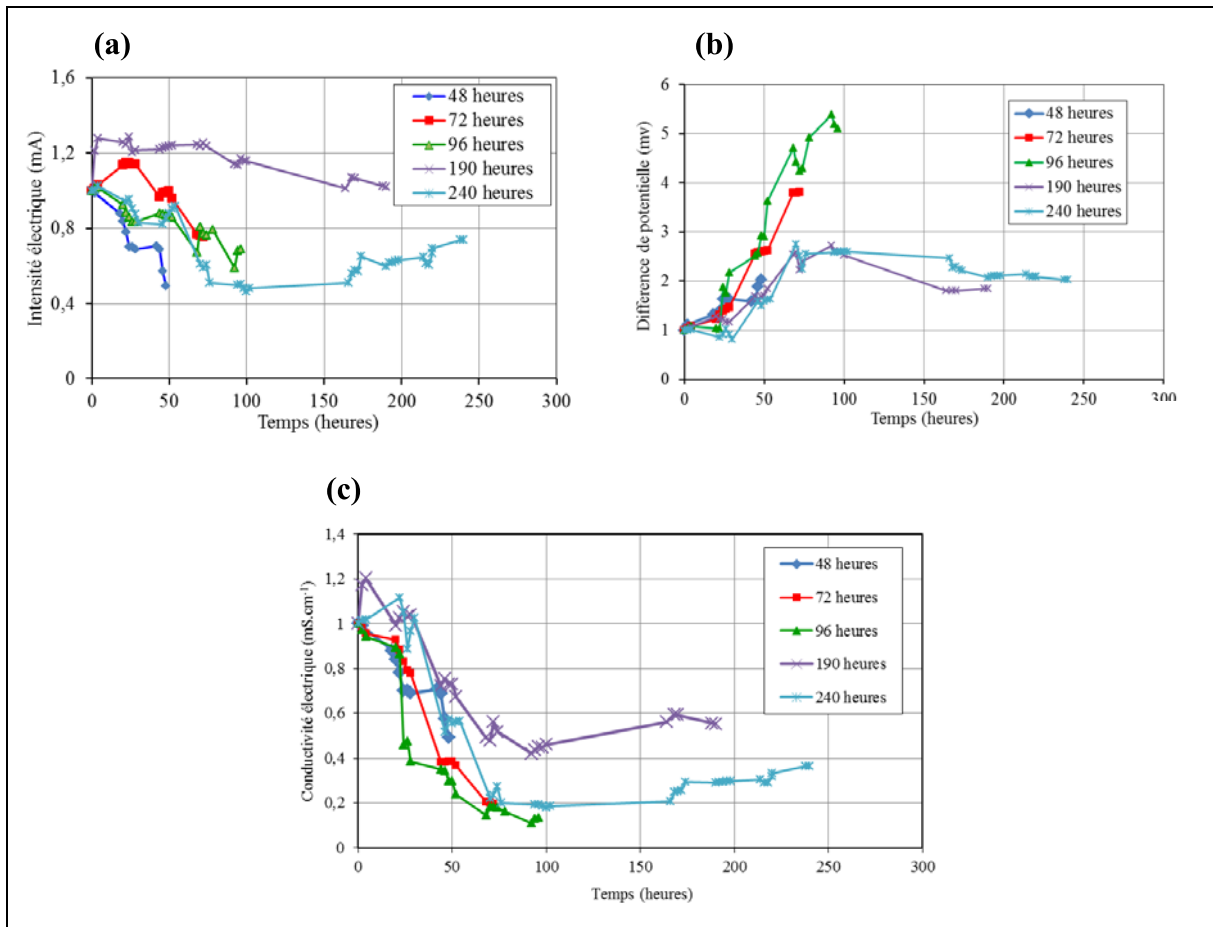 (a)
1,6
1,2
0,8
0,4
0
Intensité électrique (mA)
48 heures
72 heures
96 heures
190 heures
240 heures
0 50 100 150 200 250 300
Temps (heures)
(b)
6
5
4
3
2
1
0
Difference de potentielle (mv)
48 heures
72 heures
96 heures
190 heures
240 heures
0 50 100 150 200 250 300
Temps (heures)
(c)
1,4
1,2
1
0,8
0,6
0,4
0,2
0
Conductivité électrique (mS.cm⁻¹)
48 heures
72 heures
96 heures
190 heures
240 heures
0 50 100 150 200 250 300
Temps (heures)